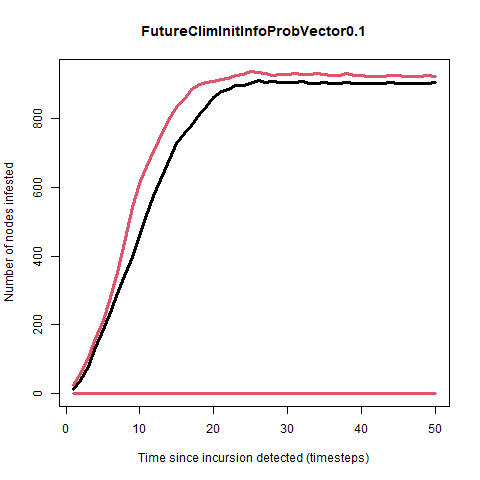 FutureClimInitInfoProbVector0.1
Number of nodes infested
800
600
400
200
0
0 10 20 30 40 50
Time since incursion detected (timesteps)